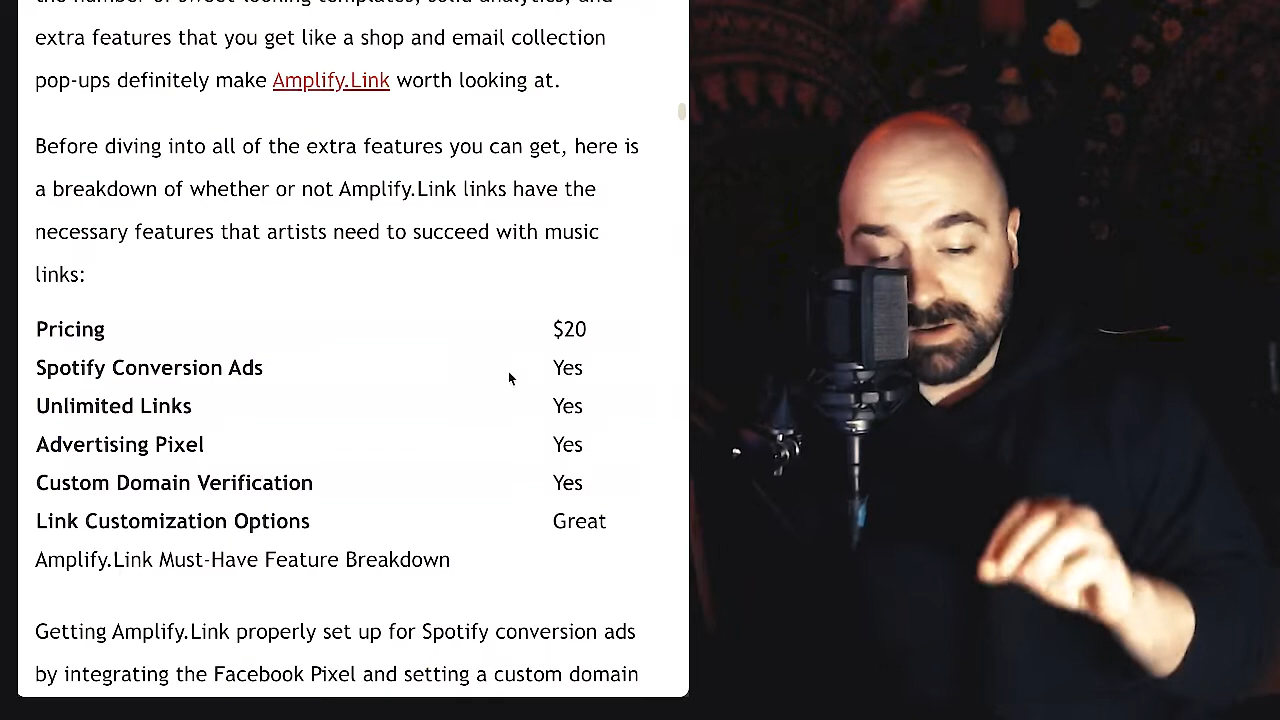 extra features that you get like a shop and email collection
pop-ups definitely make Amplify.Link worth looking at.
Before diving into all of the extra features you can get, here is
a breakdown of whether or not Amplify.Link links have the
necessary features that artists need to succeed with music
links:
Pricing $20
Spotify Conversion Ads Yes
Unlimited Links Yes
Advertising Pixel Yes
Custom Domain Verification Yes
Link Customization Options Great
Amplify.Link Must-Have Feature Breakdown
Getting Amplify.Link properly set up for Spotify conversion ads
by integrating the Facebook Pixel and setting a custom domain